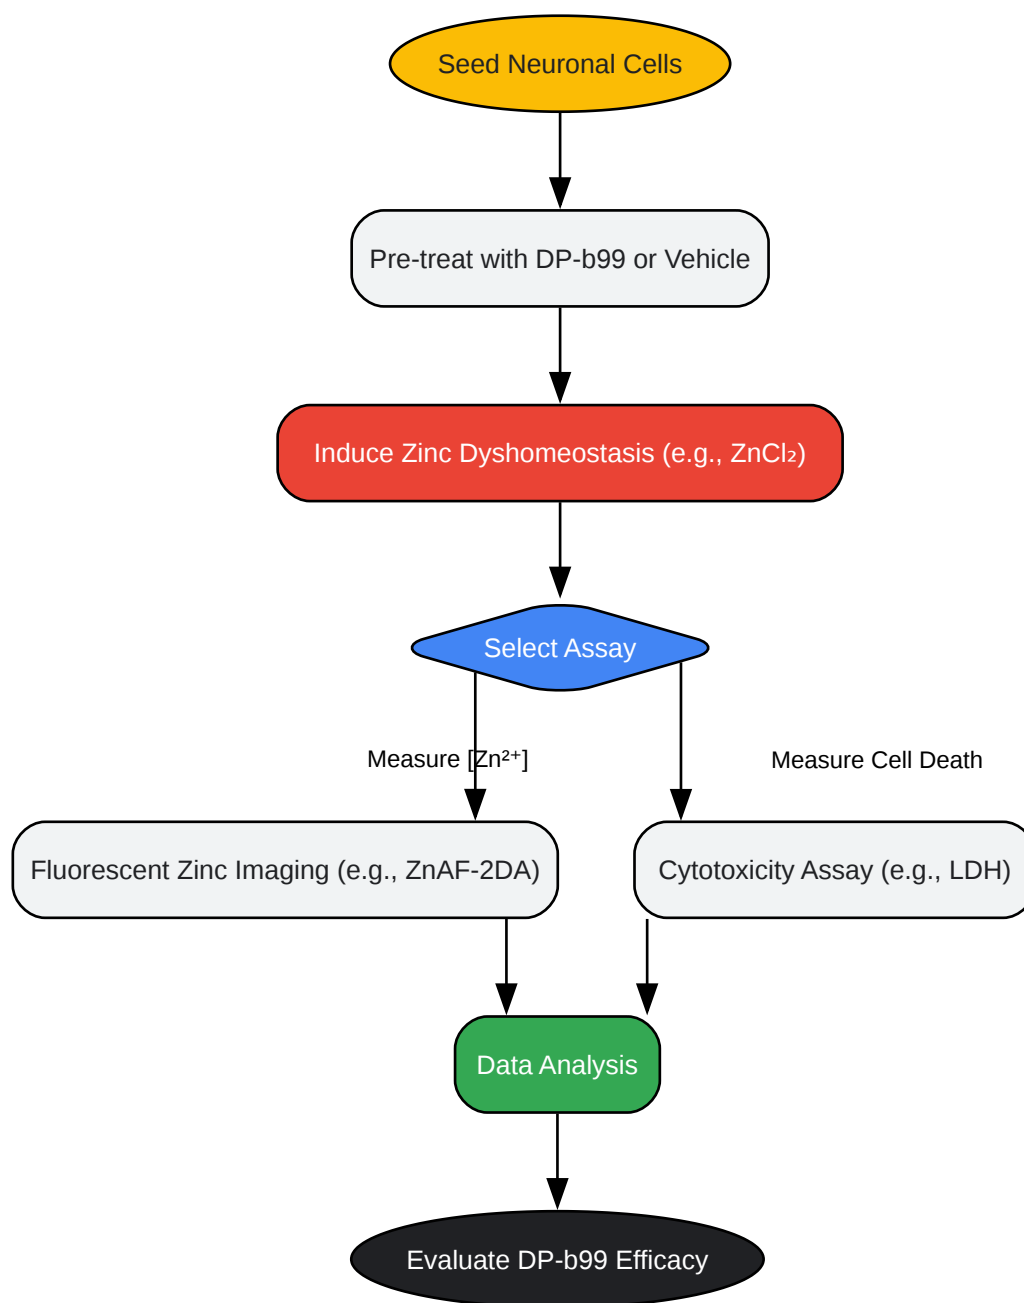 Seed Neuronal Cells
Pre-treat with DP-b99 or Vehicle
Induce Zinc Dyshomeostasis (e.g., ZnCl₂)
Select Assay
Measure [Zn²⁺]
Measure Cell Death
Fluorescent Zinc Imaging (e.g., ZnAF-2DA)
Cytotoxicity Assay (e.g., LDH)
Data Analysis
Evaluate DP-b99 Efficacy